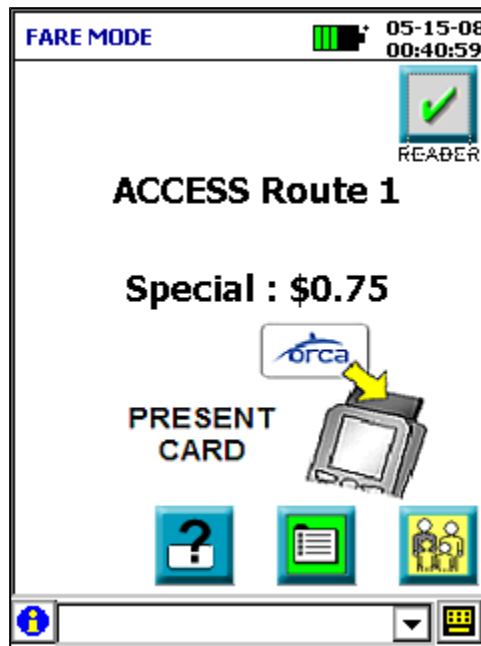 FARE MODE
05-15-08
00:40:59
READER
ACCESS Route 1
Special : $0.75
orca
PRESENT
CARD
?
i